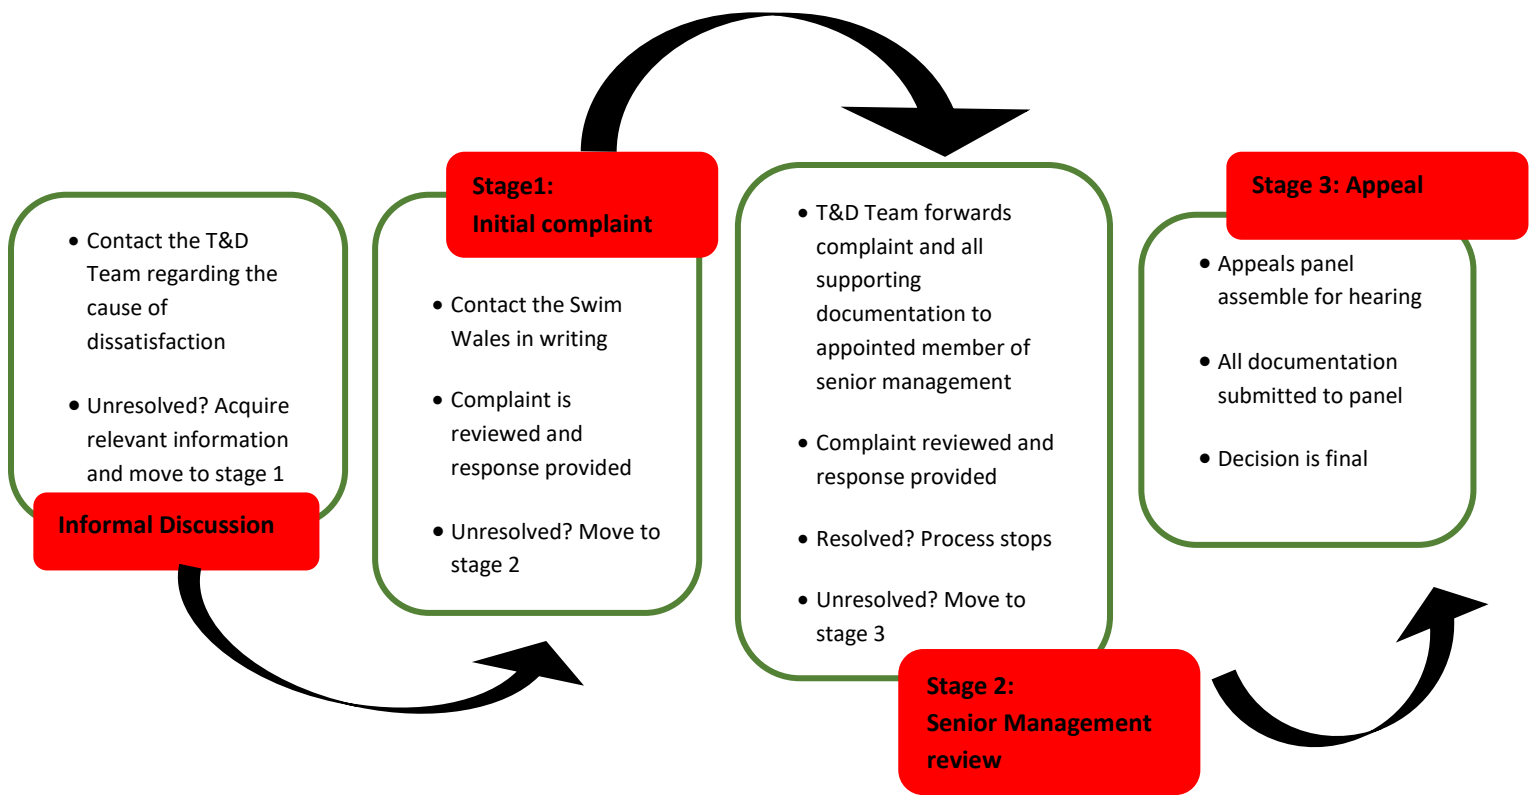 • Contact the T&D
Team regarding the
cause of
dissatisfaction
• Unresolved? Acquire
relevant information
and move to stage 1
Informal Discussion
Stage1:
Initial complaint
• Contact the Swim
Wales in writing
• Complaint is
reviewed and
response provided
• Unresolved? Move to
stage 2
• T&D Team forwards
complaint and all
supporting
documentation to
appointed member of
senior management
• Complaint reviewed and
response provided
• Resolved? Process stops
• Unresolved? Move to
stage 3
Stage 2:
Senior Management
review
Stage 3: Appeal
• Appeals panel
assemble for hearing
• All documentation
submitted to panel
• Decision is final